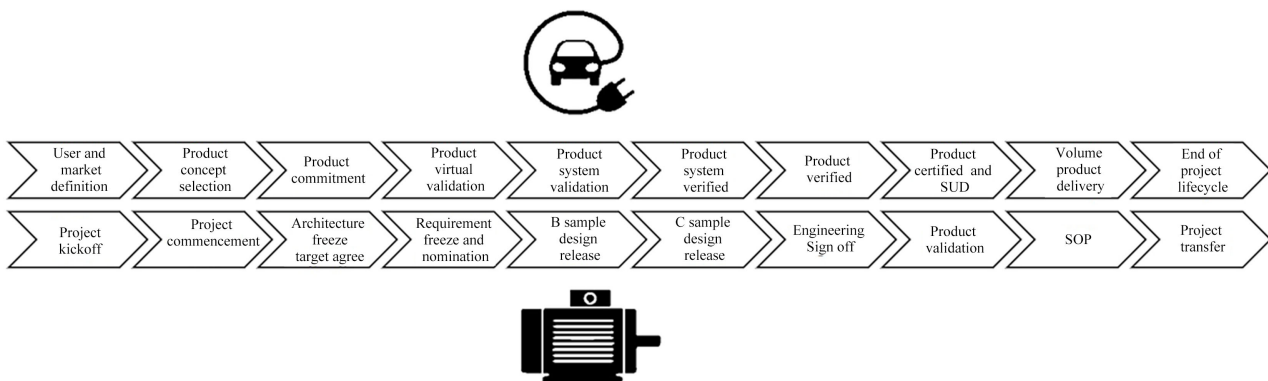 User and
market
definition
Product
concept
selection
Product
commitment
Product
virtual
validation
Product
system
validation
Product
system
verified
Product
verified
Product
certified and
SUD
Volume
product
delivery
End of
project
lifecycle
Project
kickoff
Project
commencement
Architecture
freeze
target agree
Requirement
freeze and
nomination
B sample
design
release
C sample
design
release
Engineering
Sign off
Product
validation
SOP
Project
transfer